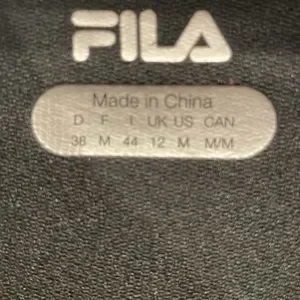 FILA
Made in China
D F I UK US CAN
38 M 44 12 M M/M